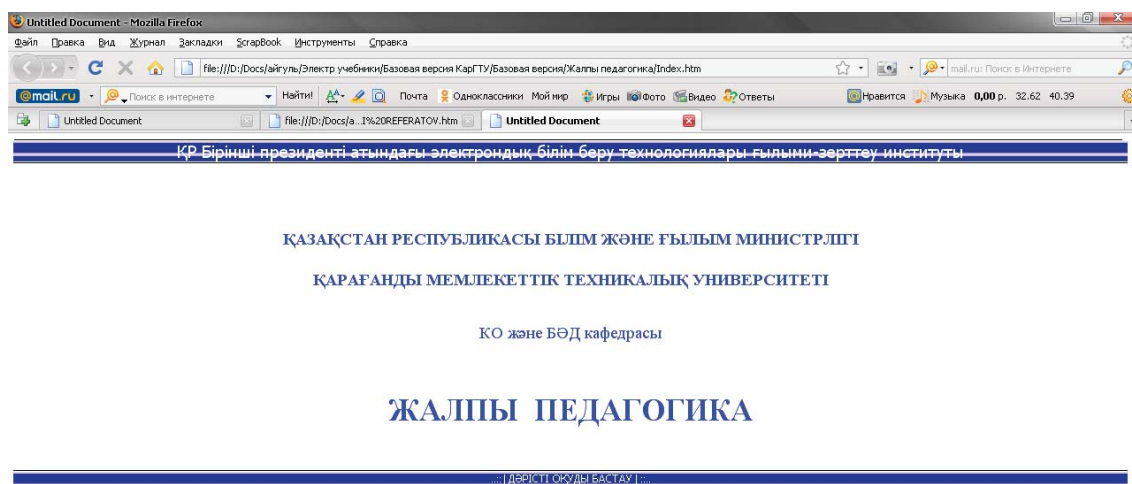 Untitled Document - Mozilla Firefox
Файл Правка Вид Журнал Закладки ScrapBook Инструменты Справка
file:///D:/Docs/айгуль/Электр учебники/Базовая версия КарГТУ/Базовая версия/Жалпы педагогика/Index.htm mail.ru: Поиск в Интернете
@mail.ru Поиск в интернете Найти! Почта Одноклассники Мой мир Игры Фото Видео Ответы Нравится Музыка 0,00 р. 32.62 40.39
Untitled Document file:///D:/Docs/a...I%20REFERATOV.htm Untitled Document
ҚР Бірінші президенті атындағы электрондық білім беру технологиялары ғылыми-зерттеу институты
ҚАЗАҚСТАН РЕСПУБЛИКАСЫ БІЛІМ ЖӘНЕ ҒЫЛЫМ МИНИСТРЛІГІ
ҚАРАҒАНДЫ МЕМЛЕКЕТТІК ТЕХНИКАЛЫҚ УНИВЕРСИТЕТІ
КО және БӘД кафедрасы
ЖАЛПЫ ПЕДАГОГИКА
..::| ДӘРІСТІ ОҚУДЫ БАСТАУ |::..